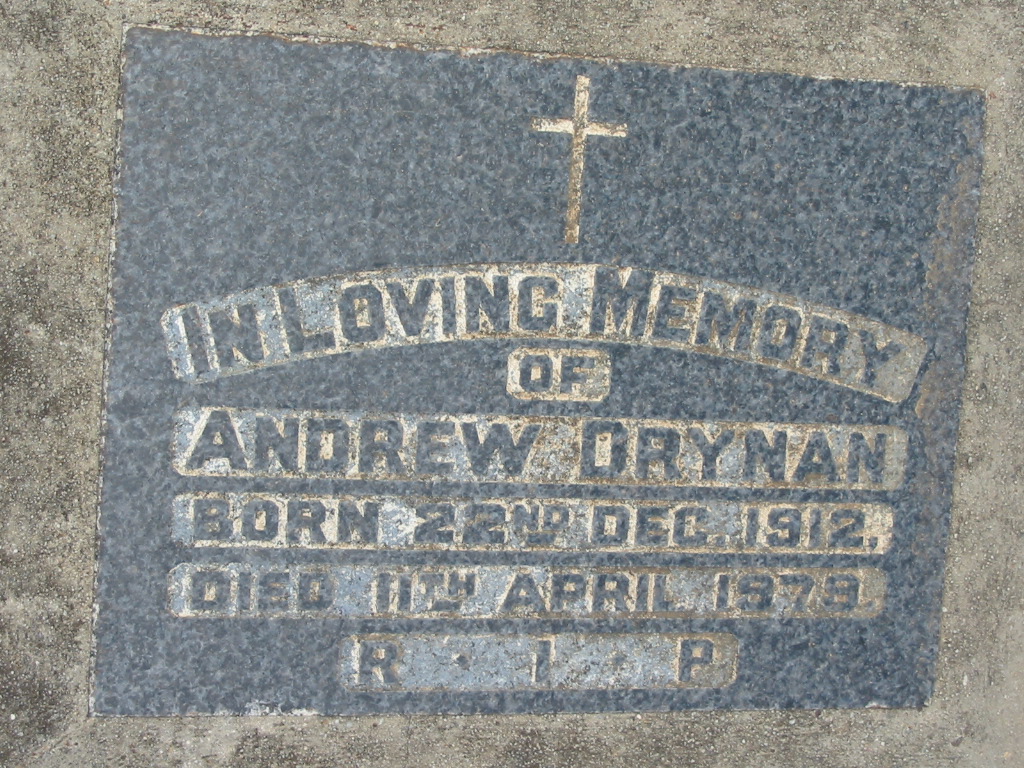 IN LOVING MEMORY
OF
ANDREW DRYNAN
BORN 22ND DEC. 1912.
DIED 11TH APRIL 1979.
R · I · P